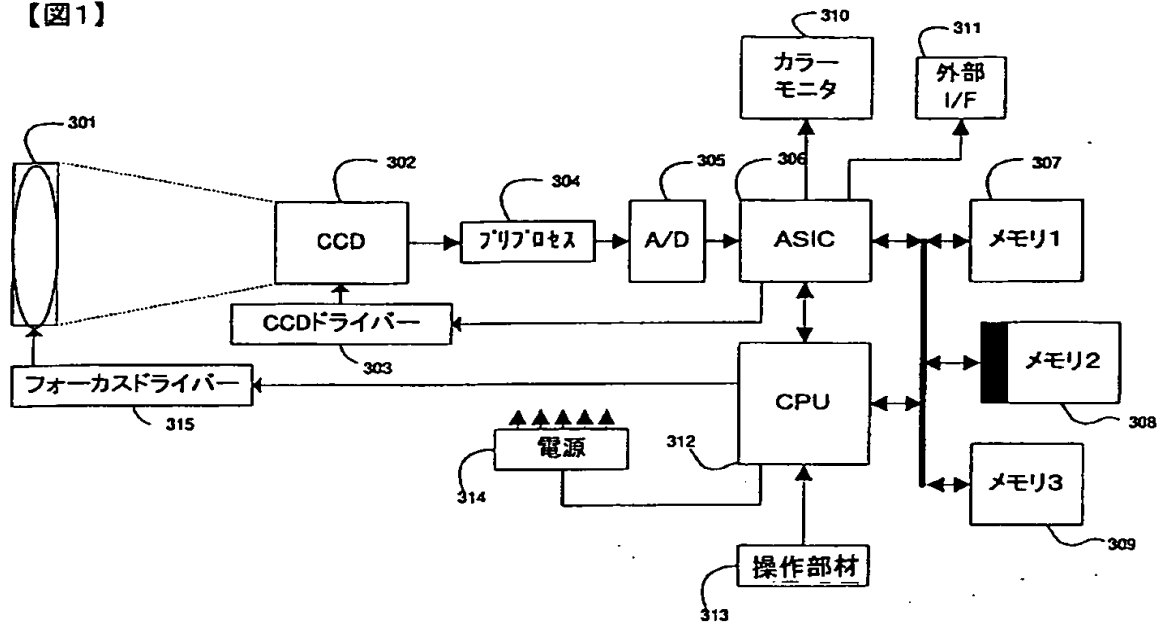 【図1】
310
311
カラー
モニタ
外部
I/F
301
302
304
305
306
307
CCD
プリプロセス
A/D
ASIC
メモリ1
CCDドライバー
303
フォーカスドライバー
315
CPU
メモリ2
308
電源
314
312
メモリ3
309
操作部材
313